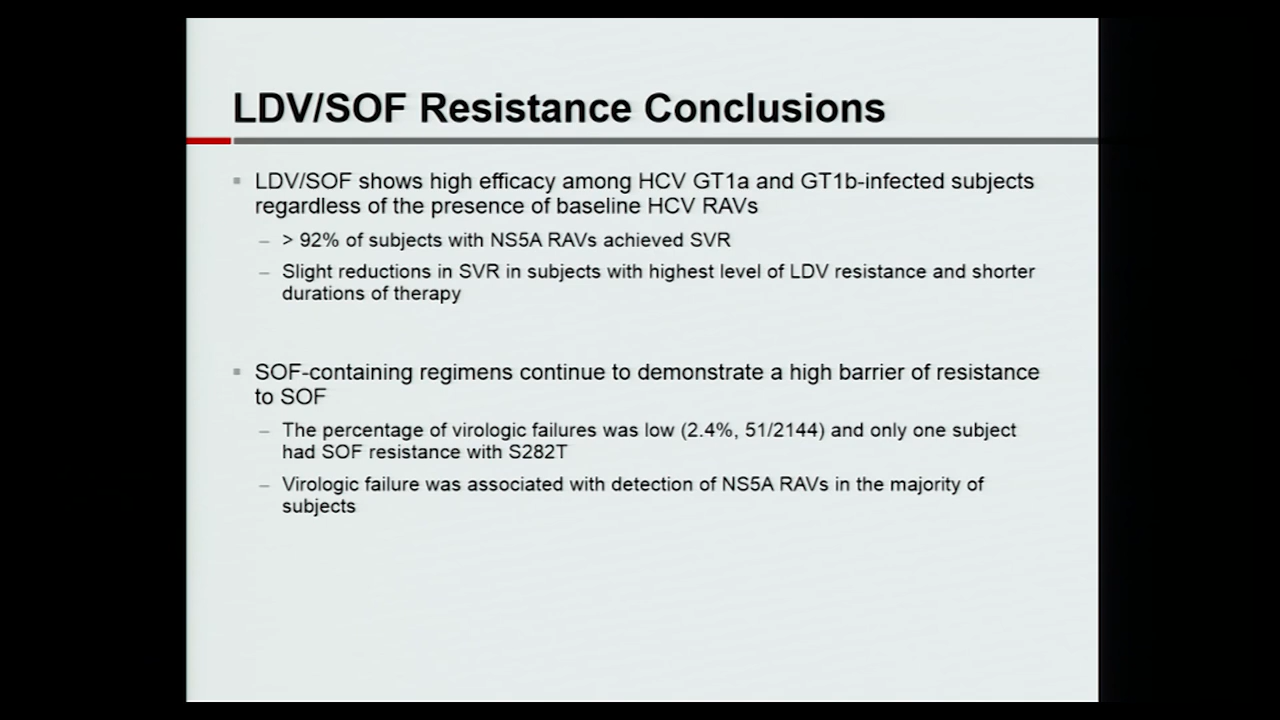 LDV/SOF Resistance Conclusions
LDV/SOF shows high efficacy among HCV GT1a and GT1b-infected subjects
regardless of the presence of baseline HCV RAVs
– > 92% of subjects with NS5A RAVs achieved SVR
– Slight reductions in SVR in subjects with highest level of LDV resistance and shorter
durations of therapy
SOF-containing regimens continue to demonstrate a high barrier of resistance
to SOF
– The percentage of virologic failures was low (2.4%, 51/2144) and only one subject
had SOF resistance with S282T
– Virologic failure was associated with detection of NS5A RAVs in the majority of
subjects